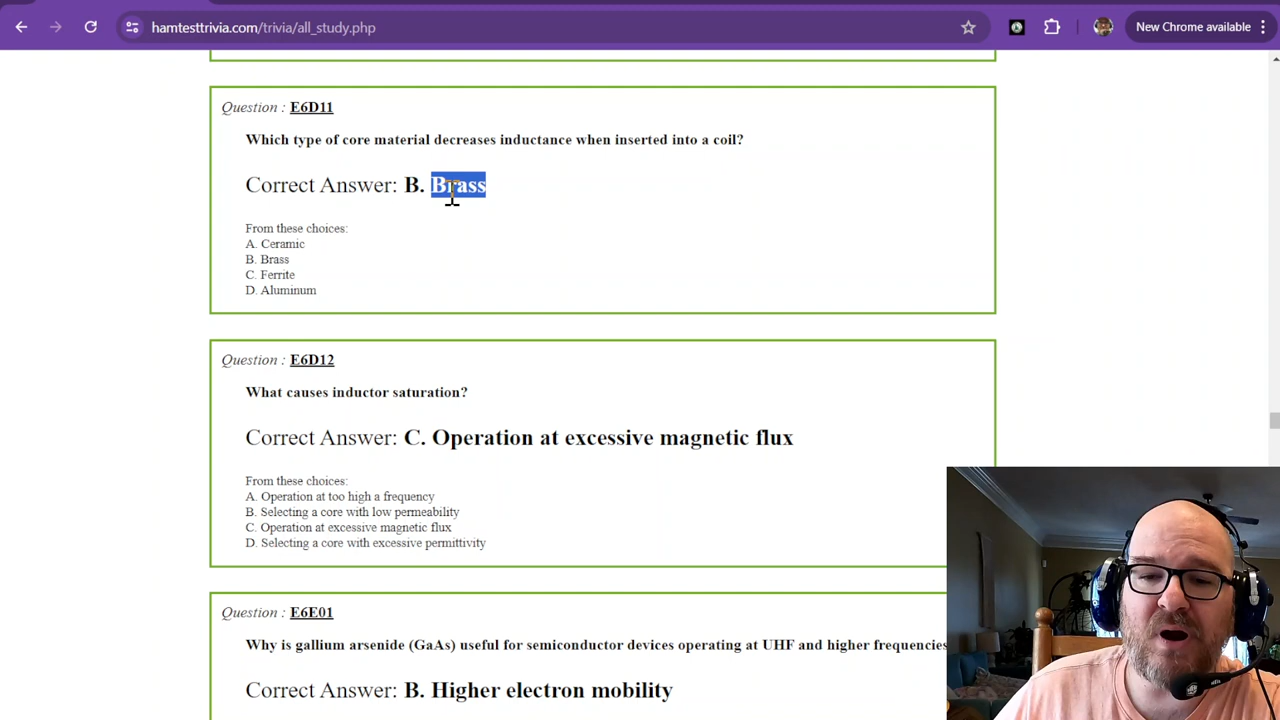 hamtesttrivia.com/trivia/all_study.php
New Chrome available
Question : E6D11
Which type of core material decreases inductance when inserted into a coil?
Correct Answer: B. Brass
From these choices:
A. Ceramic
B. Brass
C. Ferrite
D. Aluminum
Question : E6D12
What causes inductor saturation?
Correct Answer: C. Operation at excessive magnetic flux
From these choices:
A. Operation at too high a frequency
B. Selecting a core with low permeability
C. Operation at excessive magnetic flux
D. Selecting a core with excessive permittivity
Question : E6E01
Why is gallium arsenide (GaAs) useful for semiconductor devices operating at UHF and higher frequencies
Correct Answer: B. Higher electron mobility